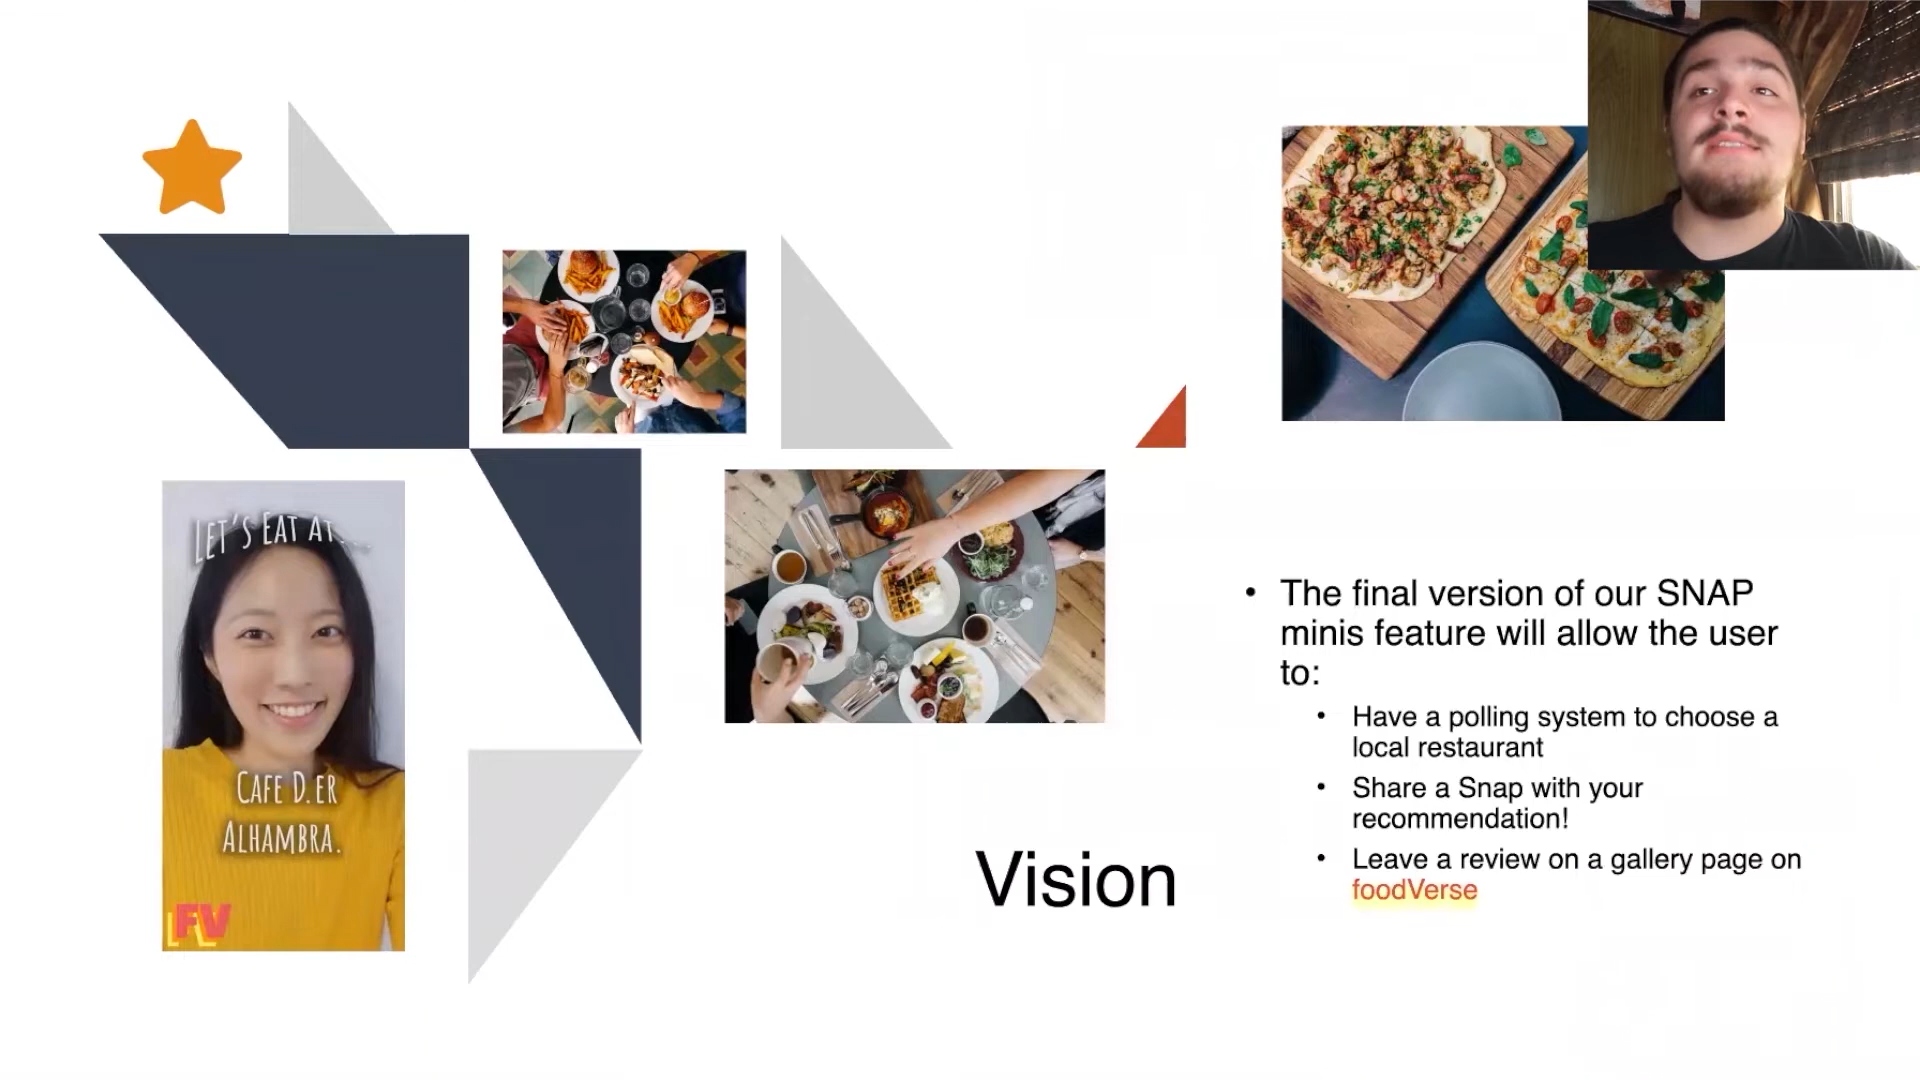 LET'S EAT AT...
CAFE D.ER
ALHAMBRA.
FV
Vision
• The final version of our SNAP
minis feature will allow the user
to:
• Have a polling system to choose a
local restaurant
• Share a Snap with your
recommendation!
• Leave a review on a gallery page on
foodVerse